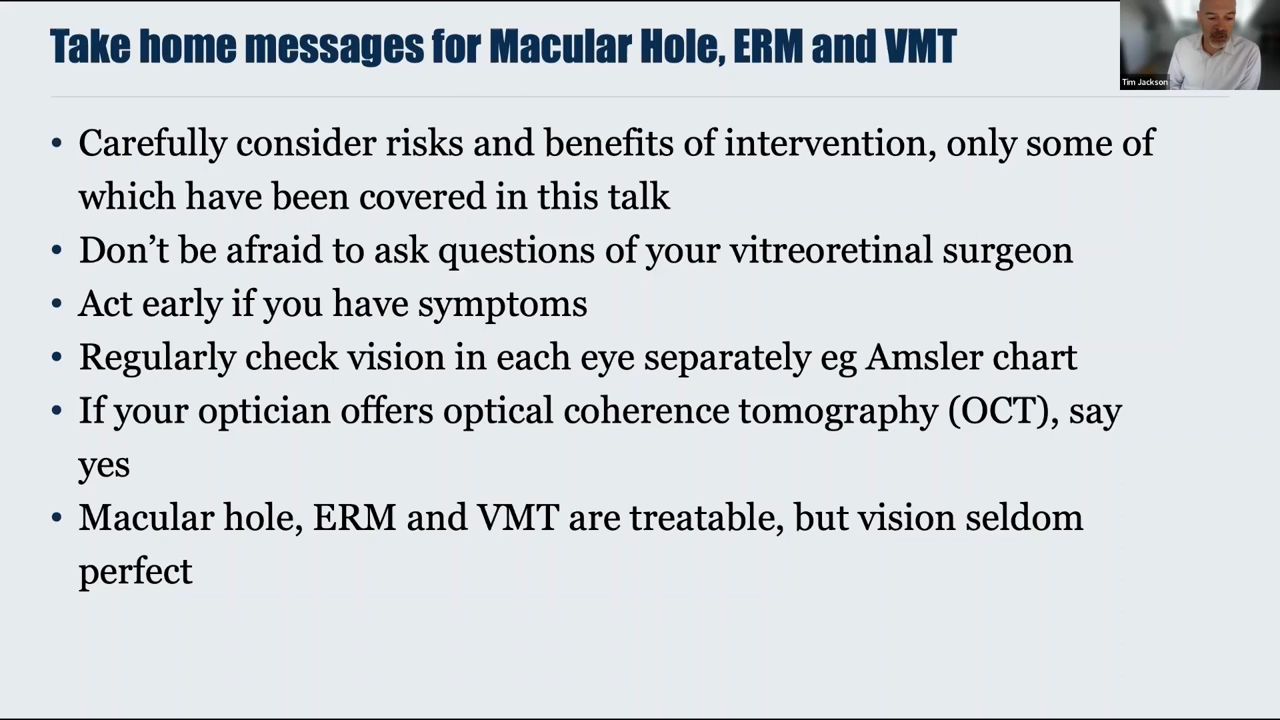 Take home messages for Macular Hole, ERM and VMT
Tim Jackson
• Carefully consider risks and benefits of intervention, only some of
which have been covered in this talk
• Don’t be afraid to ask questions of your vitreoretinal surgeon
• Act early if you have symptoms
• Regularly check vision in each eye separately eg Amsler chart
• If your optician offers optical coherence tomography (OCT), say
yes
• Macular hole, ERM and VMT are treatable, but vision seldom
perfect